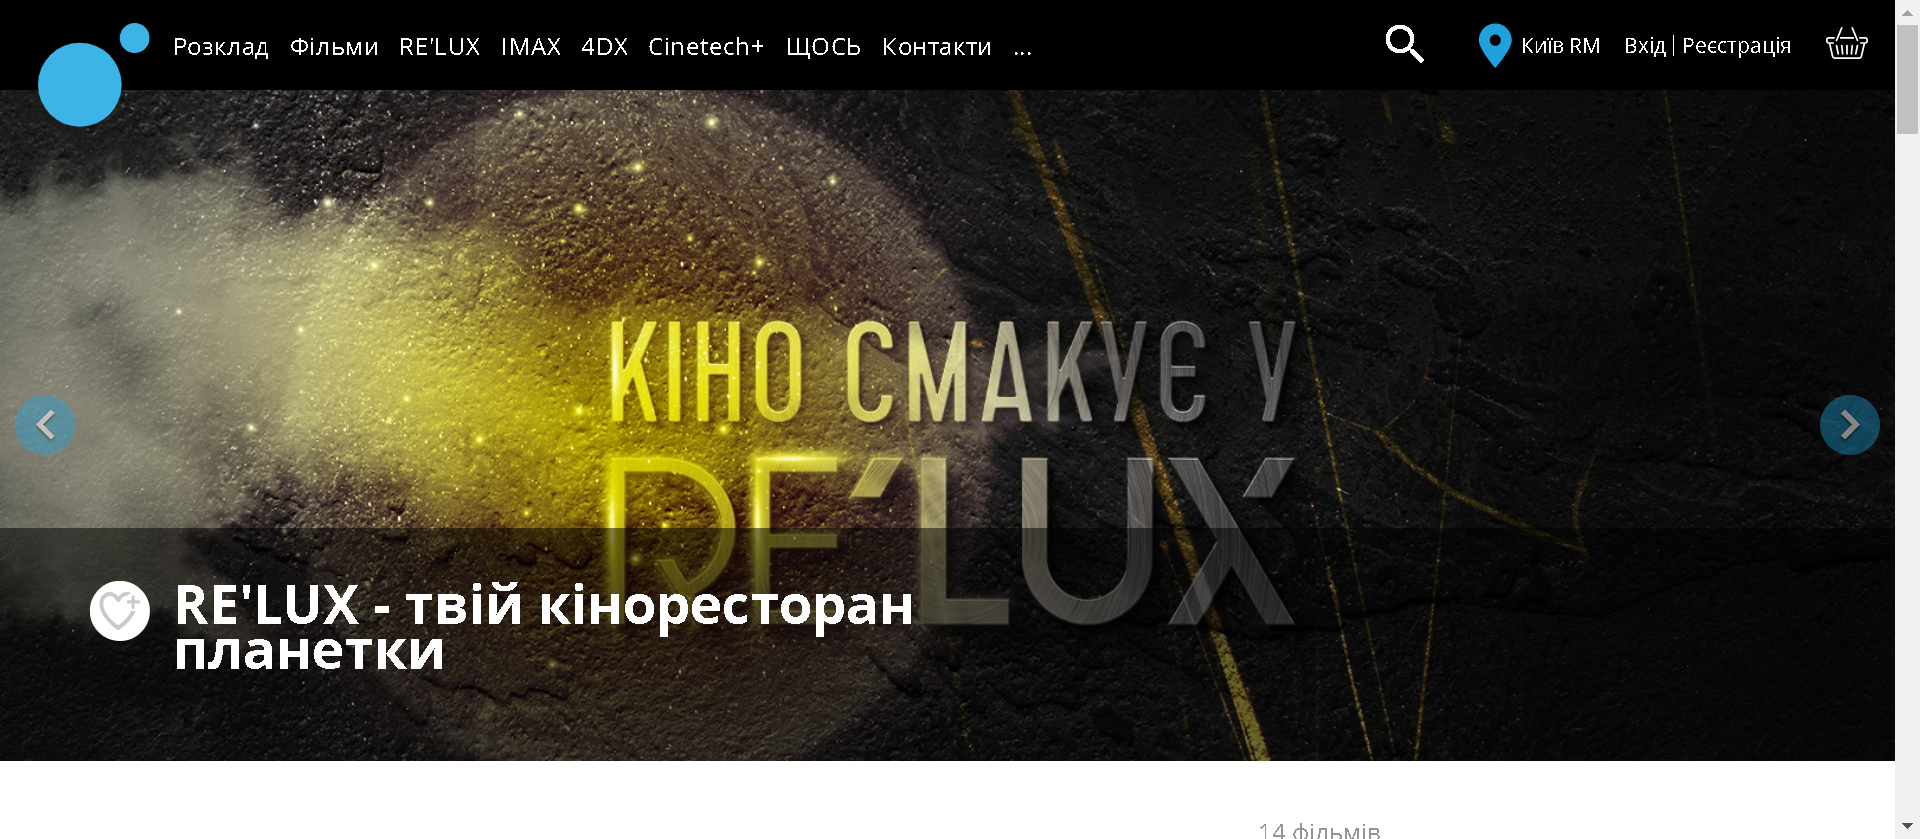 Розклад Фільми RE'LUX IMAX 4DX Cinetech+ ЩОСЬ Контакти ... Київ RM Вхід | Реєстрація
КІНО СМАКУЄ У
RE'LUX
RE'LUX - твій кіноресторан
планетки
14 фільмів